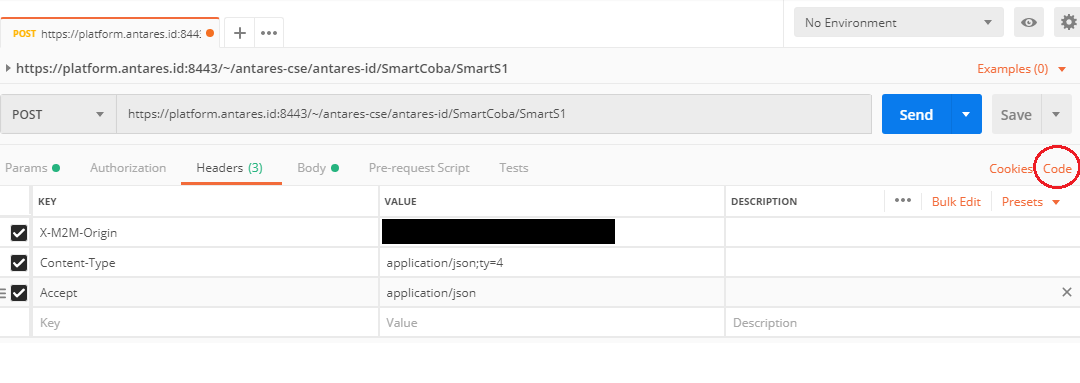 POST https://platform.antares.id:844
No Environment
https://platform.antares.id:8443/~/antares-cse/antares-id/SmartCoba/SmartS1
Examples (0)
POST https://platform.antares.id:8443/~/antares-cse/antares-id/SmartCoba/SmartS1 Send Save
Params Authorization Headers (3) Body Pre-request Script Tests Cookies Code
KEY VALUE DESCRIPTION ••• Bulk Edit Presets
X-M2M-Origin
Content-Type application/json;ty=4
Accept application/json
Key Value Description